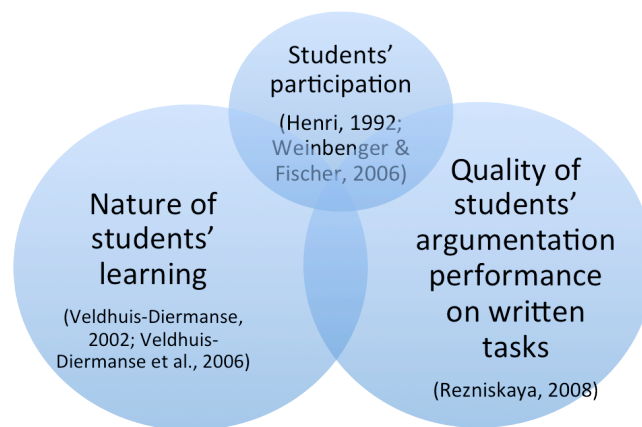 Students'
participation
(Henri, 1992;
Weinbenger &
Fischer, 2006)
Nature of
students'
learning
(Veldhuis-Diermanse,
2002; Veldhuis-
Diermanse et al., 2006)
Quality of
students'
argumentation
performance
on written
tasks
(Rezniskaya, 2008)